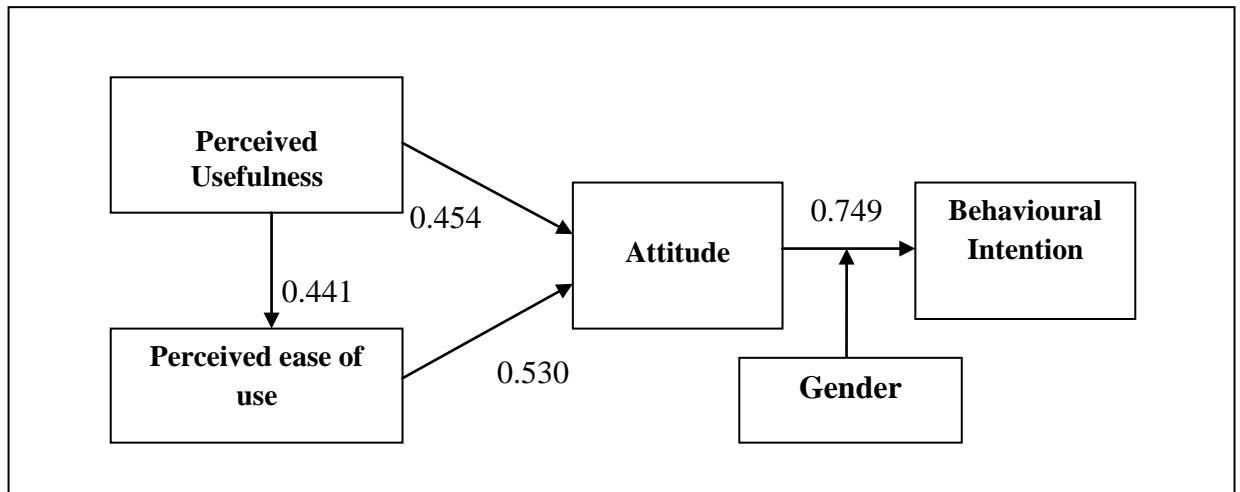 Perceived
Usefulness
0.454
0.441
Perceived ease of
use
0.530
Attitude
0.749
Behavioural
Intention
Gender